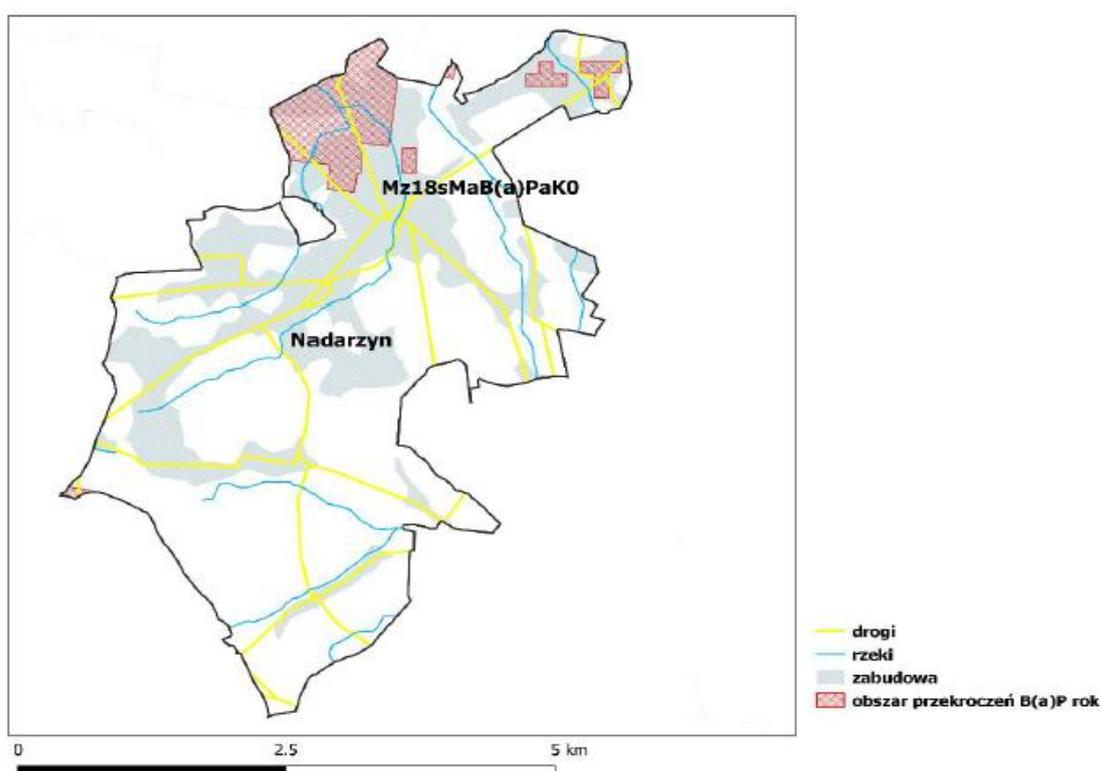 Mz18sMaB(a)PaK0
Nadarzyn
drogi
rzeki
zabudowa
obszar przekroczeń B(a)P rok
0 2.5 5 km